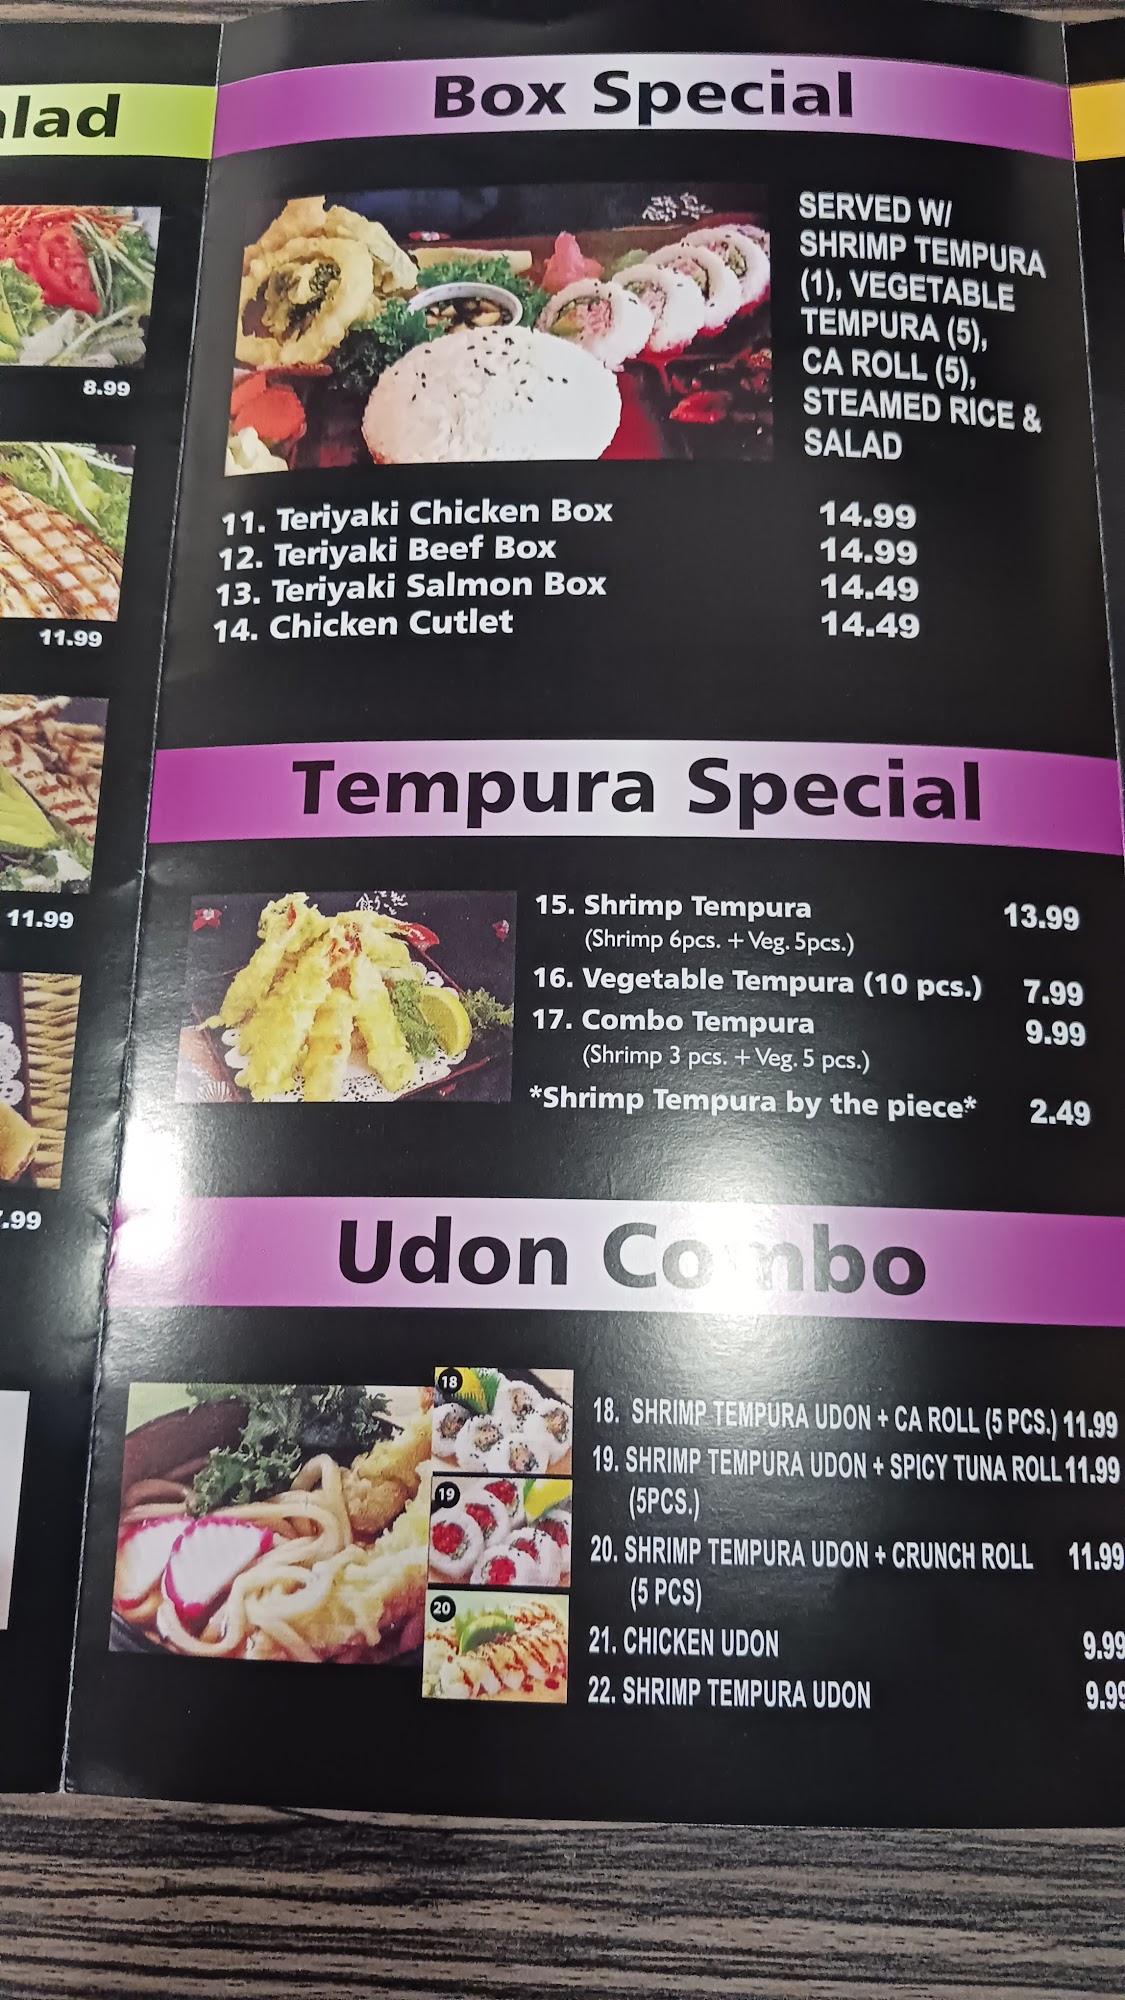 alad
8.99
11.99
11.99
.99
Box Special
SERVED W/
SHRIMP TEMPURA
(1), VEGETABLE
TEMPURA (5),
CA ROLL (5),
STEAMED RICE &
SALAD
11. Teriyaki Chicken Box 14.99
12. Teriyaki Beef Box 14.99
13. Teriyaki Salmon Box 14.49
14. Chicken Cutlet 14.49
Tempura Special
15. Shrimp Tempura 13.99
(Shrimp 6pcs. + Veg. 5pcs.)
16. Vegetable Tempura (10 pcs.) 7.99
17. Combo Tempura 9.99
(Shrimp 3 pcs. + Veg. 5 pcs.)
*Shrimp Tempura by the piece* 2.49
Udon Combo
18
19
20
18. SHRIMP TEMPURA UDON + CA ROLL (5 PCS.) 11.99
19. SHRIMP TEMPURA UDON + SPICY TUNA ROLL 11.99
(5PCS.)
20. SHRIMP TEMPURA UDON + CRUNCH ROLL 11.99
(5 PCS)
21. CHICKEN UDON 9.99
22. SHRIMP TEMPURA UDON 9.99